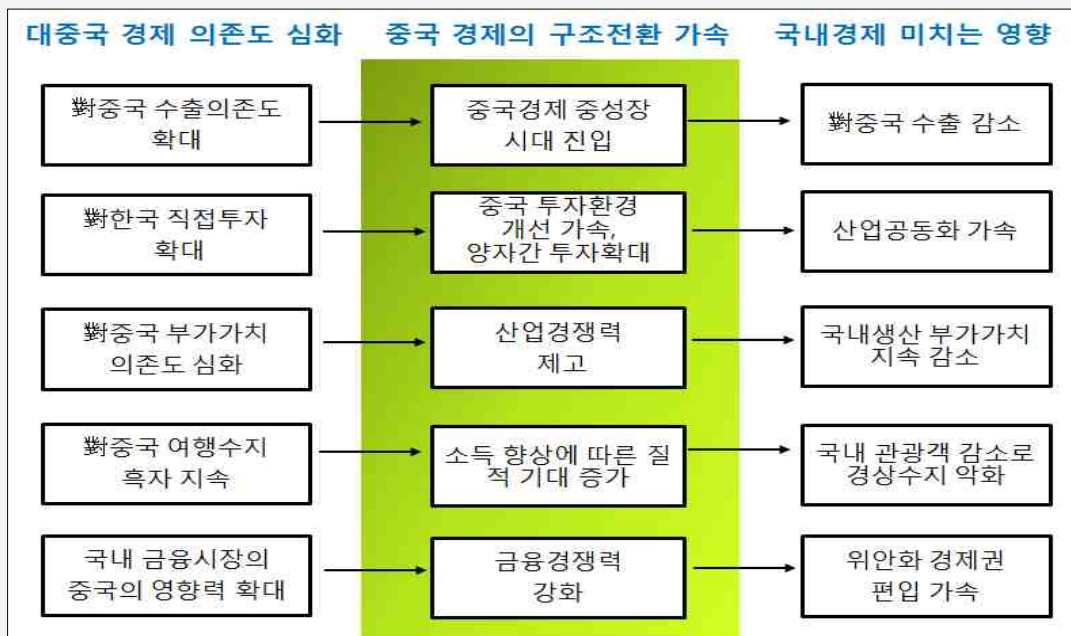 대중국 경제 의존도 심화
중국 경제의 구조전환 가속
국내경제 미치는 영향
對중국 수출의존도
확대
중국경제 중성장
시대 진입
對중국 수출 감소
對한국 직접투자
확대
중국 투자환경
개선 가속,
양자간 투자확대
산업공동화 가속
對중국 부가가치
의존도 심화
산업경쟁력
제고
국내생산 부가가치
지속 감소
對중국 여행수지
흑자 지속
소득 향상에 따른 질
적 기대 증가
국내 관광객 감소로
경상수지 악화
국내 금융시장의
중국의 영향력 확대
금융경쟁력
강화
위안화 경제권
편입 가속